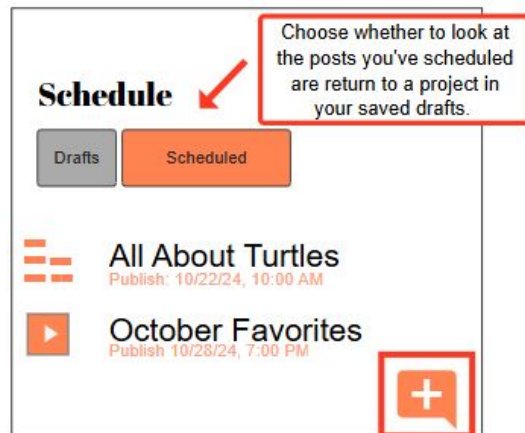 Choose whether to look at
the posts you've scheduled
are return to a project in
your saved drafts.
Schedule
Drafts
Scheduled
All About Turtles
Publish: 10/22/24, 10:00 AM
October Favorites
Publish 10/28/24, 7:00 PM